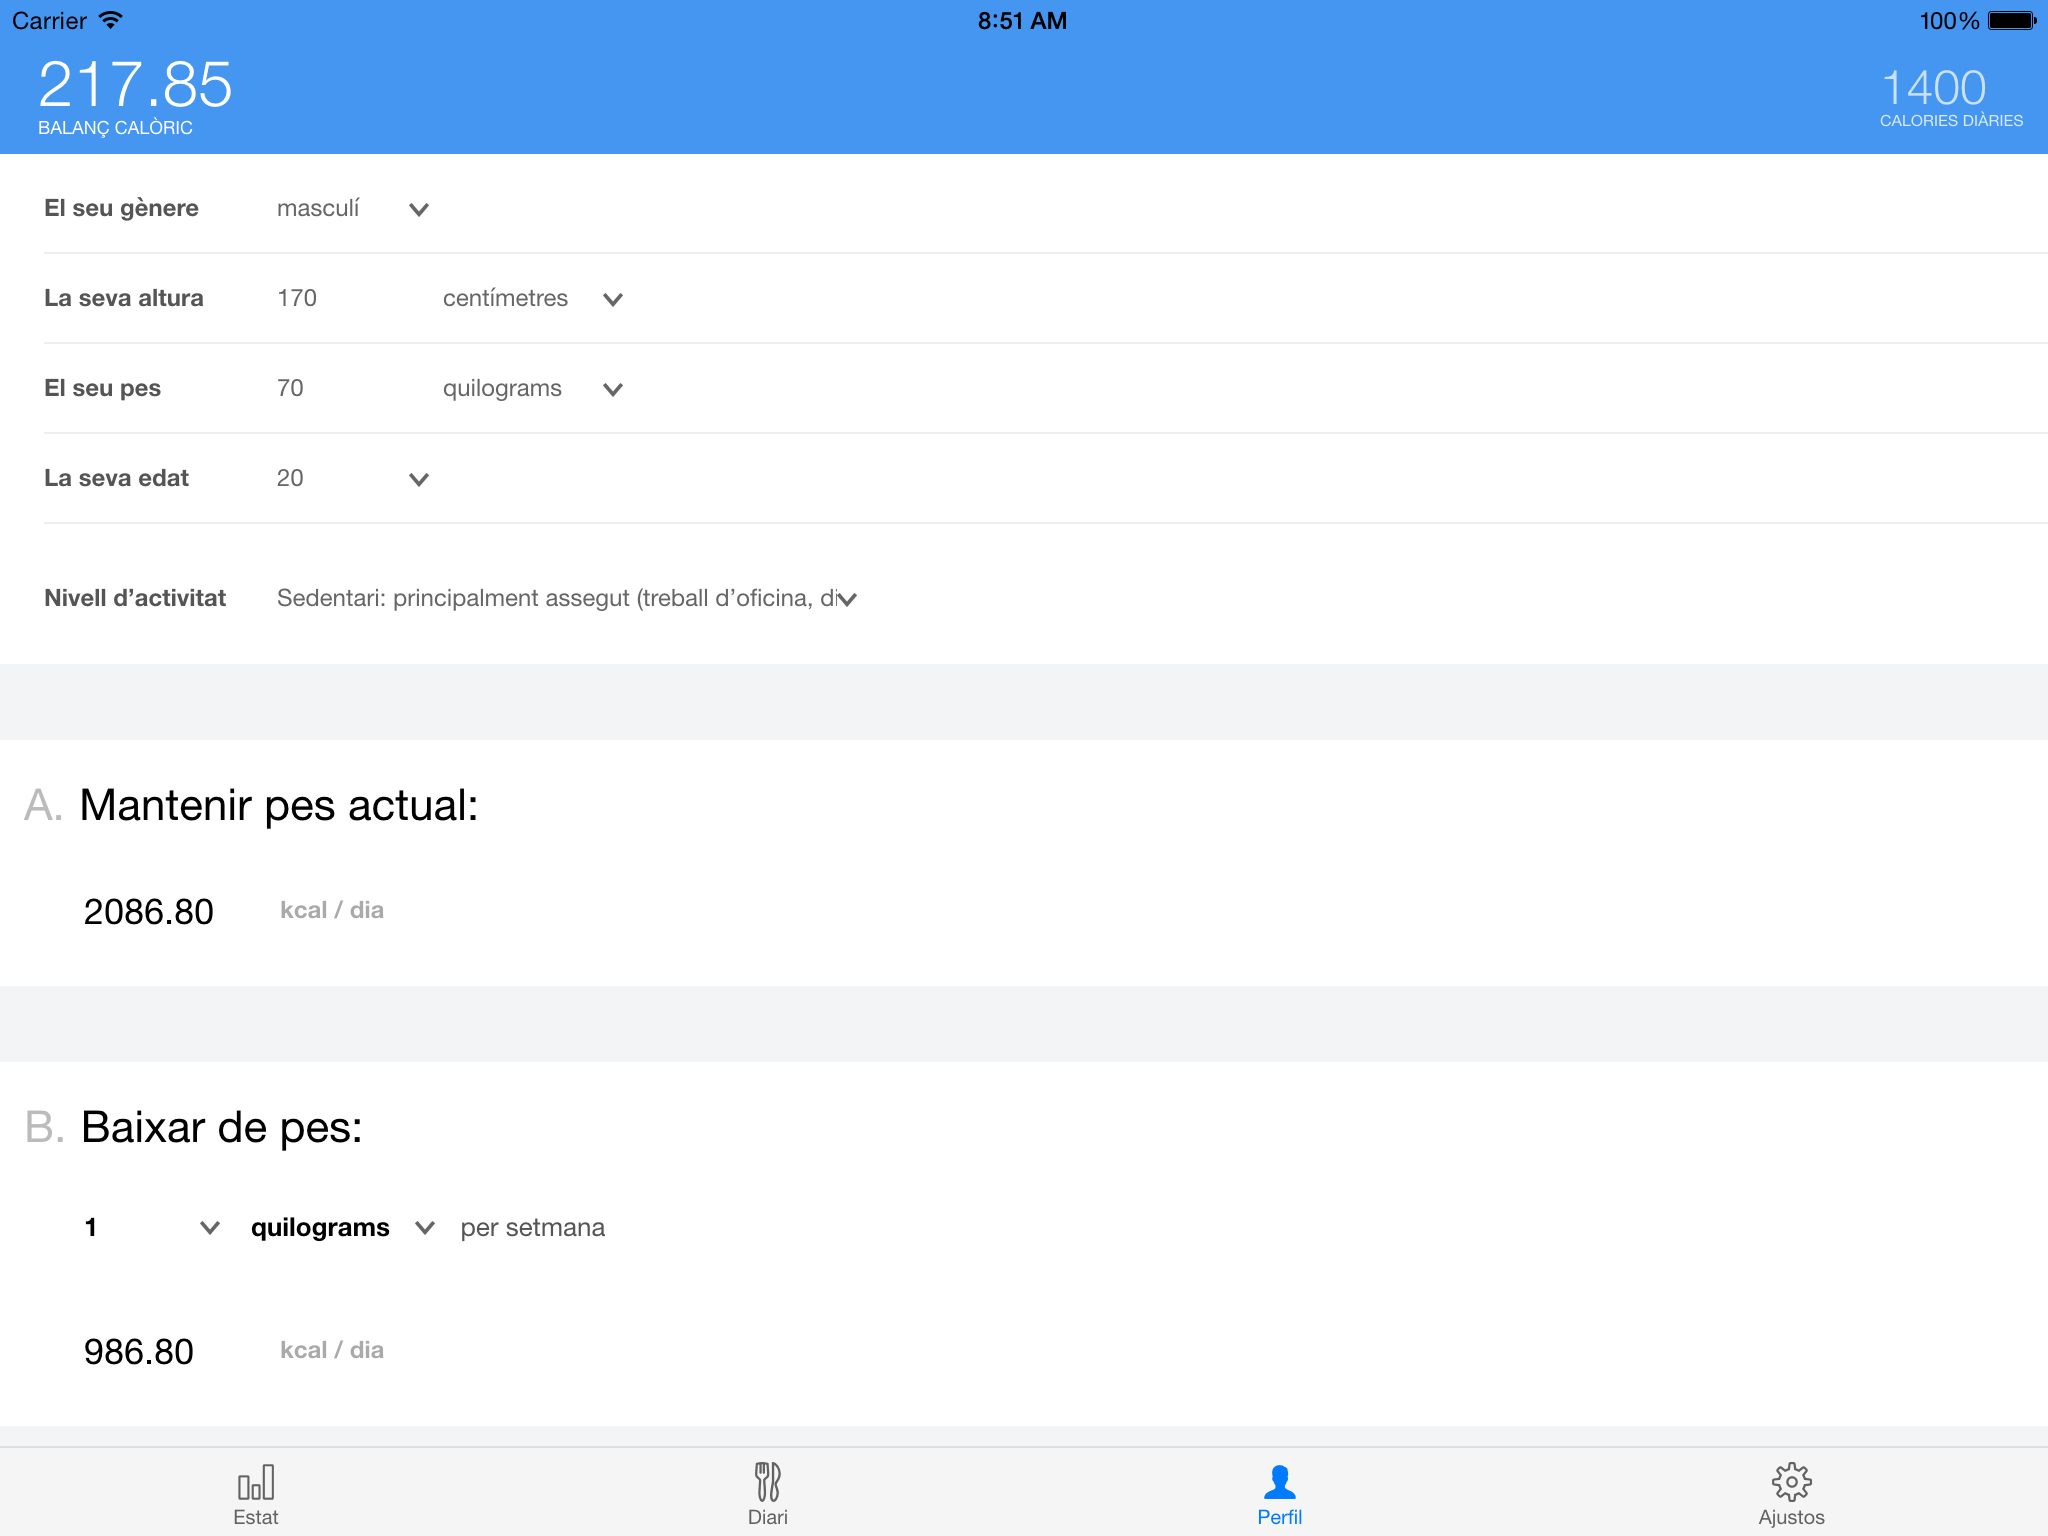 Carrier 8:51 AM 100%
217.85
BALANÇ CALÒRIC
1400
CALORIES DIÀRIES
El seu gènere masculí
La seva altura 170 centímetres
El seu pes 70 quilograms
La seva edat 20
Nivell d’activitat Sedentari: principalment assegut (treball d’oficina, di
A. Mantenir pes actual:
2086.80 kcal / dia
B. Baixar de pes:
1 quilograms per setmana
986.80 kcal / dia
Estat Diari Perfil Ajustos